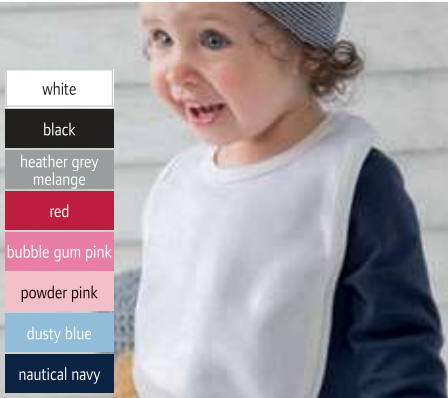 white
black
heather grey
melange
red
bubble gum pink
powder pink
dusty blue
nautical navy